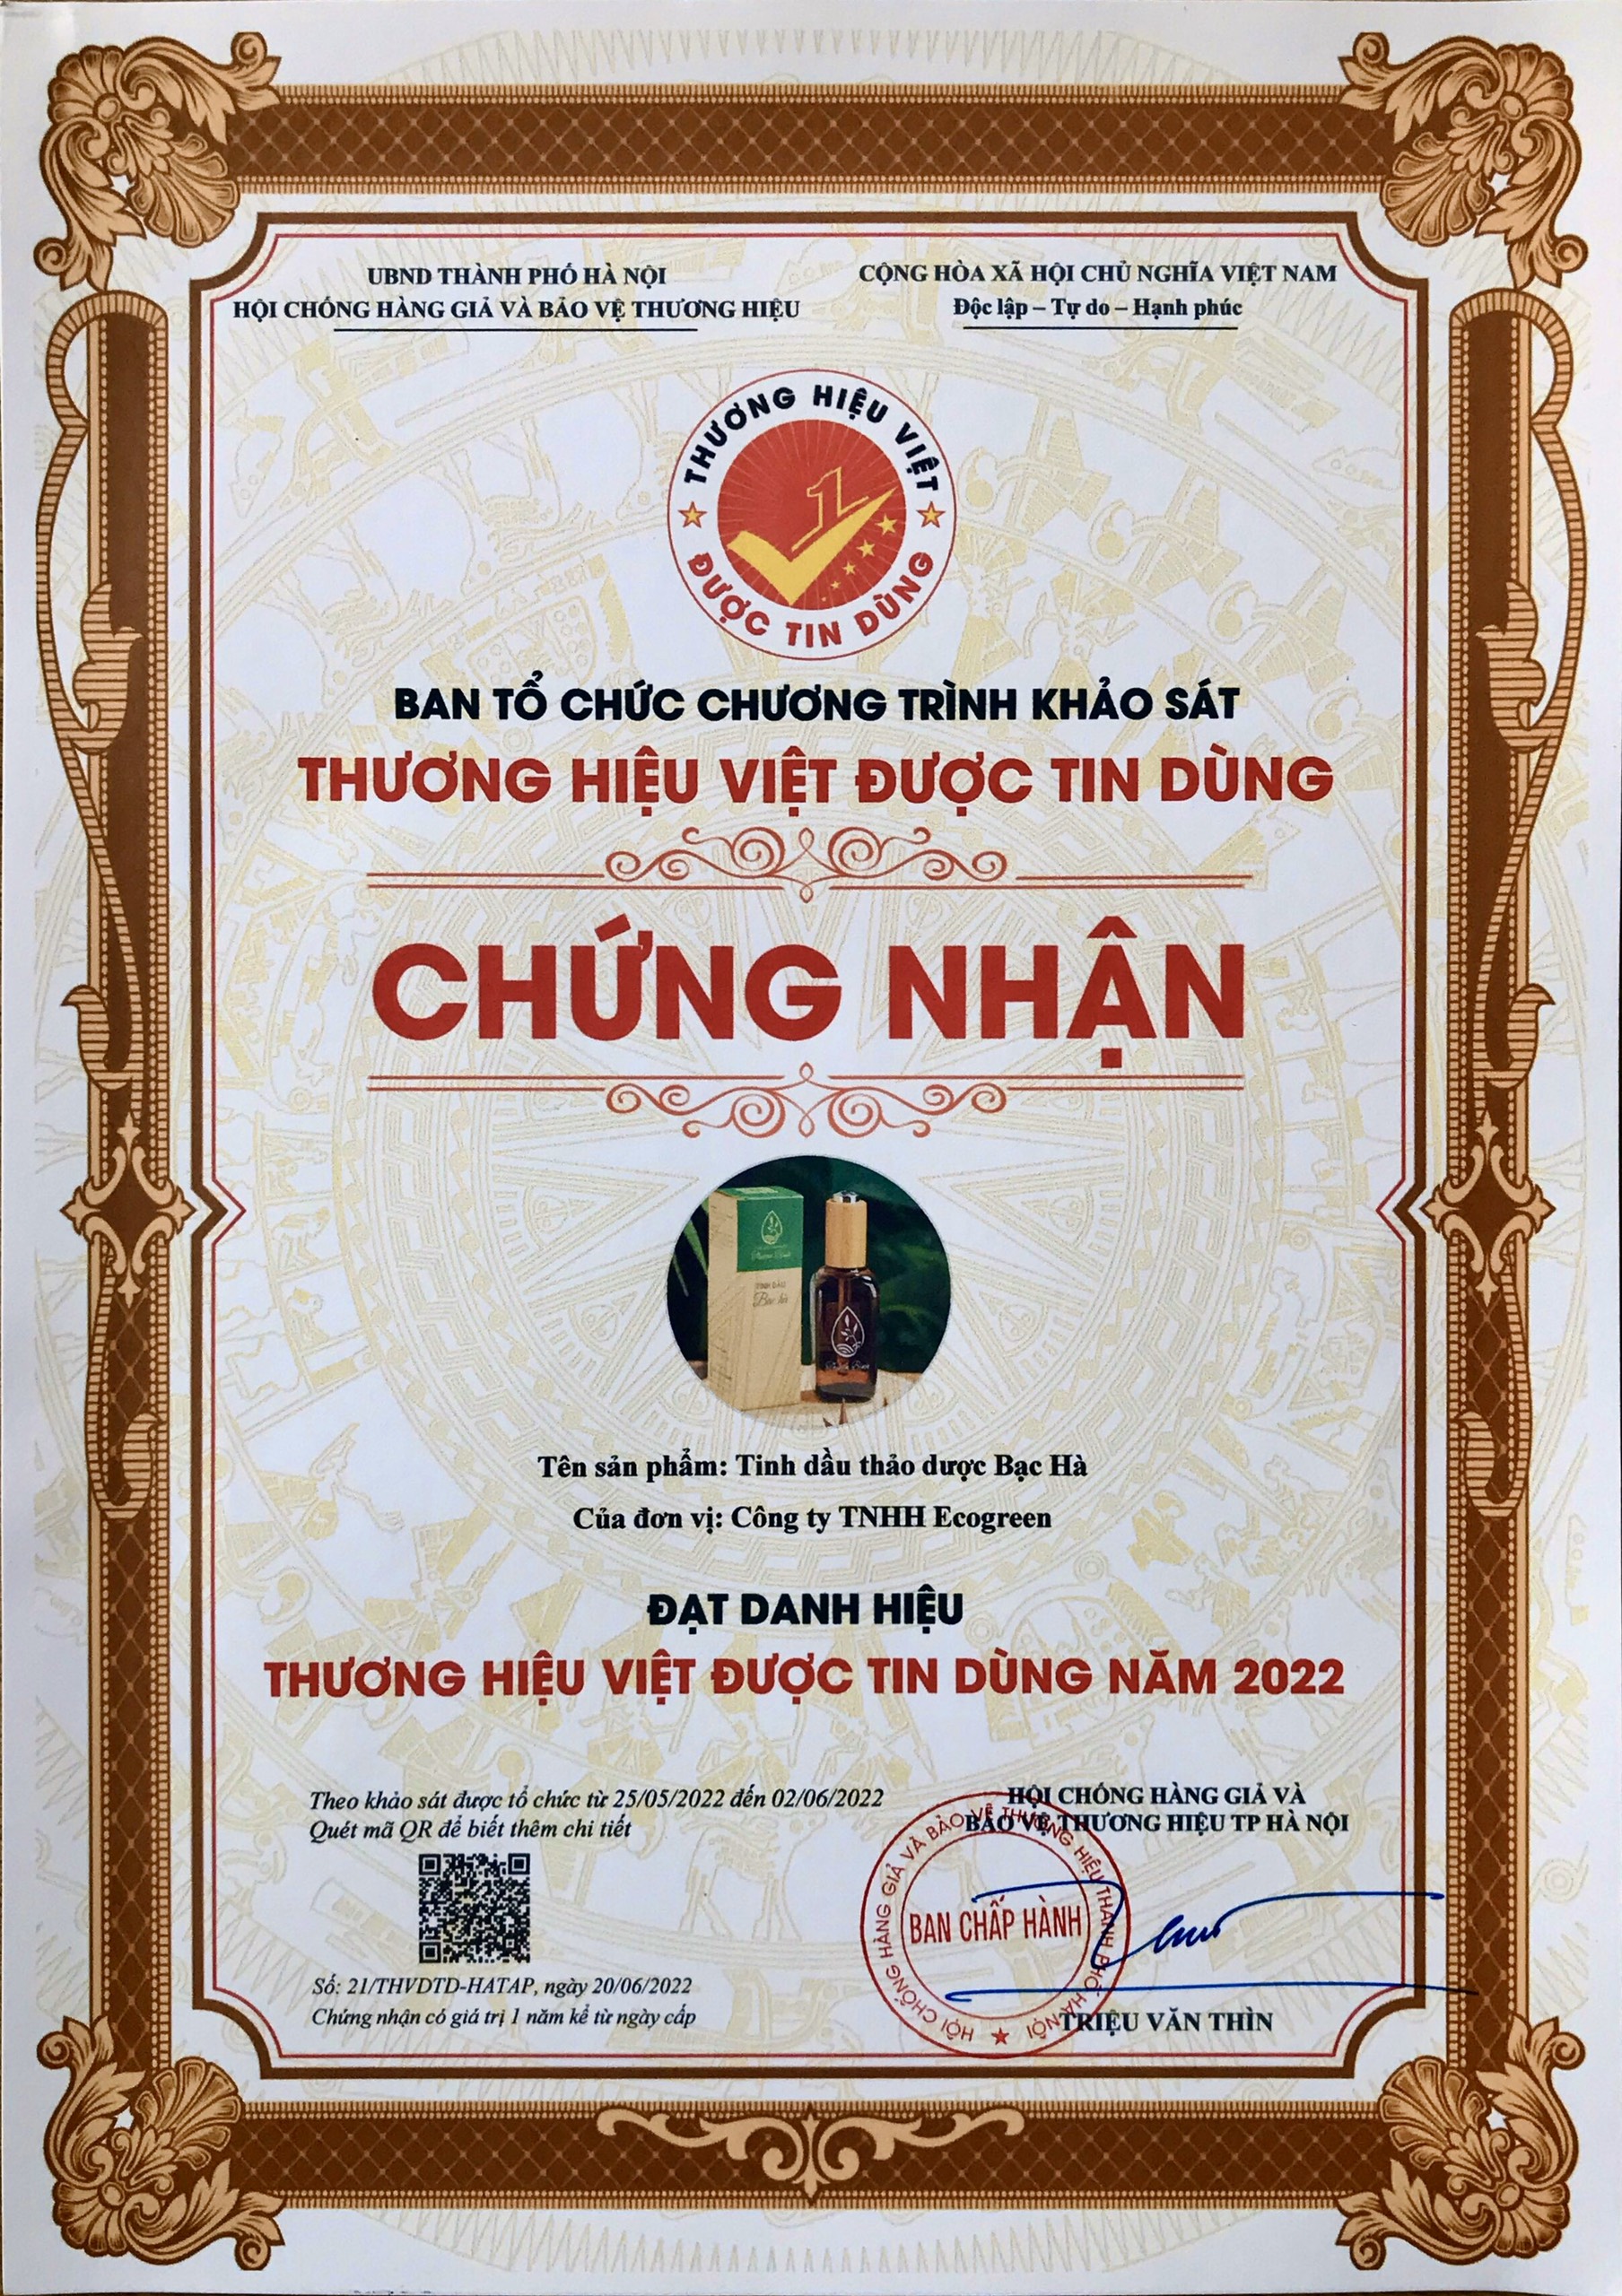 UBND THÀNH PHỐ HÀ NỘI
HỘI CHỐNG HÀNG GIẢ VÀ BẢO VỆ THƯƠNG HIỆU
CỘNG HÒA XÃ HỘI CHỦ NGHĨA VIỆT NAM
Độc lập – Tự do – Hạnh phúc
THƯƠNG HIỆU VIỆT
1
ĐƯỢC TIN DÙNG
BAN TỔ CHỨC CHƯƠNG TRÌNH KHẢO SÁT
THƯƠNG HIỆU VIỆT ĐƯỢC TIN DÙNG
CHỨNG NHẬN
TINH DẦU
Bạc hà
Tên sản phẩm: Tinh dầu thảo dược Bạc Hà
Của đơn vị: Công ty TNHH Ecogreen
ĐẠT DANH HIỆU
THƯƠNG HIỆU VIỆT ĐƯỢC TIN DÙNG NĂM 2022
Theo khảo sát được tổ chức từ 25/05/2022 đến 02/06/2022
Quét mã QR để biết thêm chi tiết
Số: 21/THVDTD-HATAP, ngày 20/06/2022
Chứng nhận có giá trị 1 năm kể từ ngày cấp
HỘI CHỐNG HÀNG GIẢ VÀ
BẢO VỆ THƯƠNG HIỆU TP HÀ NỘI
HỘI CHỐNG HÀNG GIẢ VÀ BẢO VỆ THƯƠNG HIỆU THÀNH PHỐ HÀ NỘI
BAN CHẤP HÀNH
TRIỆU VĂN THÌN